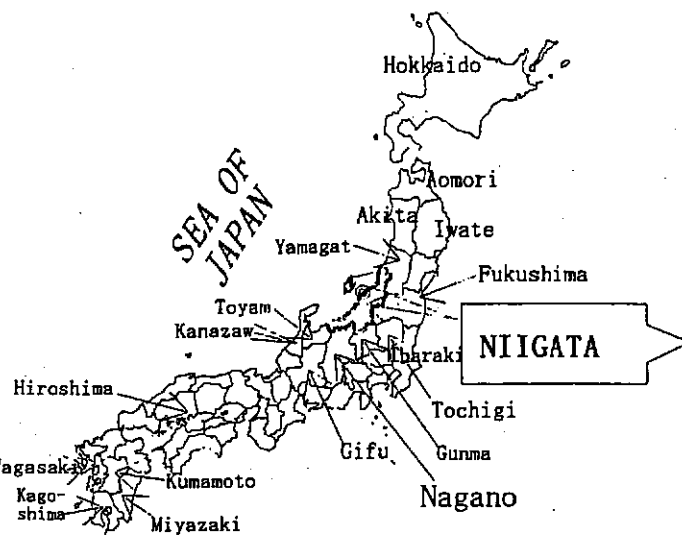 Hokkaido
Aomori
Akita
Iwate
SEA OF
JAPAN
Yamagat
Fukushima
Toyam
Kanazaw
NIIGATA
Ibaraki
Hiroshima
Tochigi
Gifu
Gunma
Nagasaki
Kumamoto
Nagano
Kago-
shima
Miyazaki